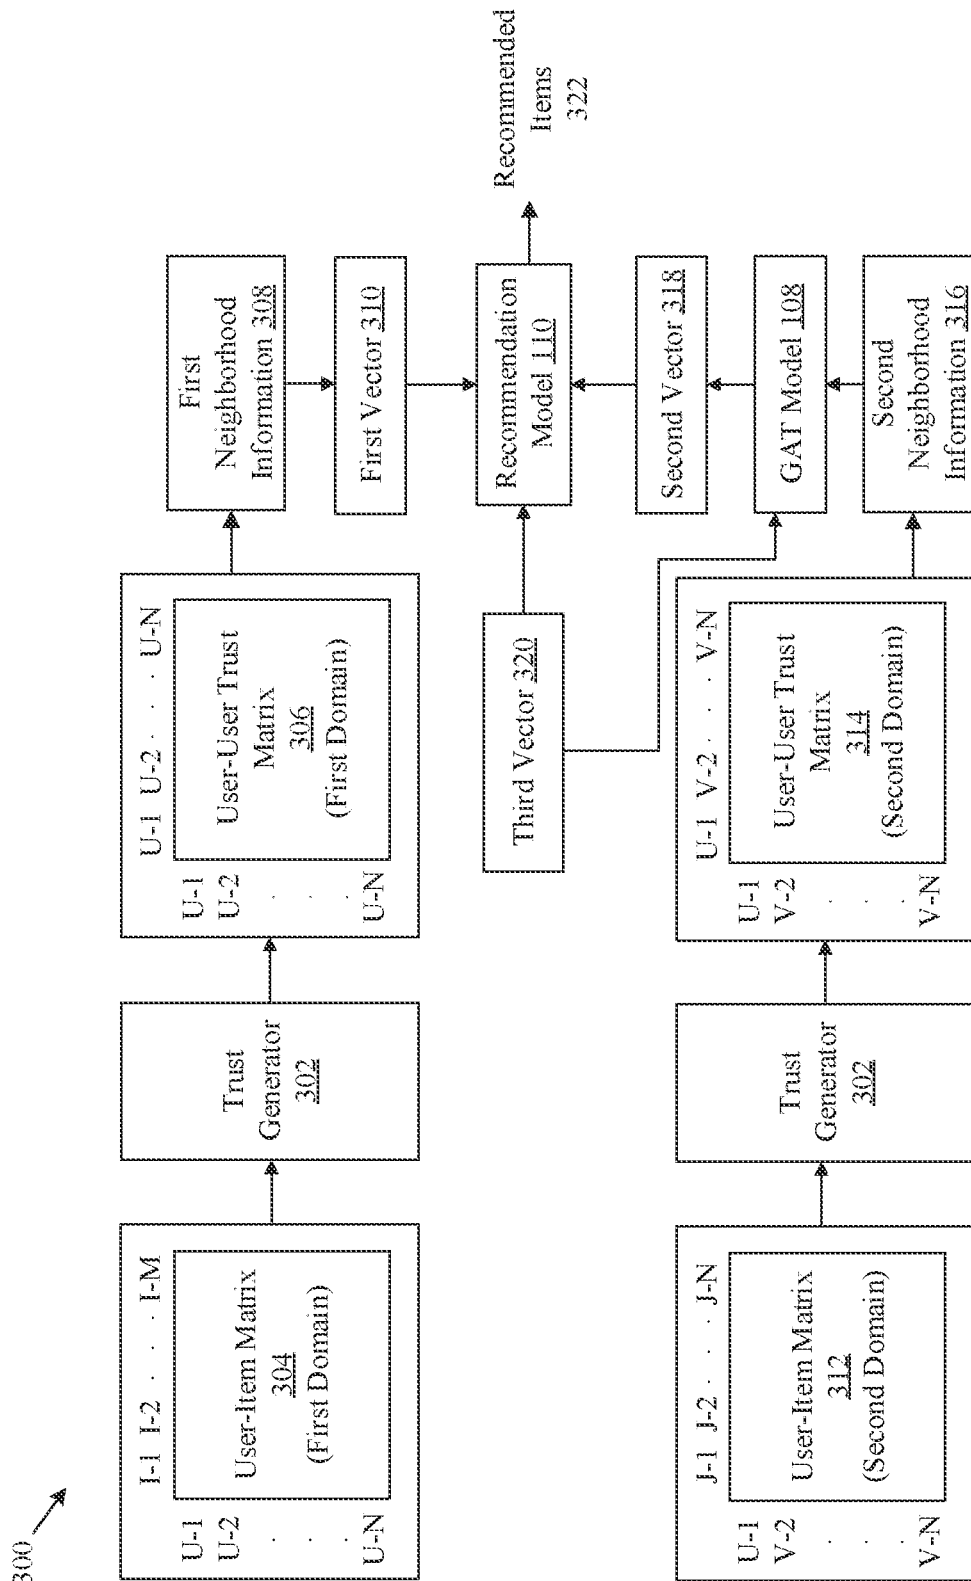 300
I-1 I-2 . . . I-M
U-1
U-2
.
.
.
U-N
User-Item Matrix
304
(First Domain)
Trust
Generator
302
U-1 U-2 . . . U-N
U-1
U-2
.
.
.
U-N
User-User Trust
Matrix
306
(First Domain)
First
Neighborhood
Information 308
First Vector 310
Third Vector 320
Recommendation
Model 110
Recommended
Items
322
Second Vector 318
GAT Model 108
Second
Neighborhood
Information 316
J-1 J-2 . . . J-N
U-1
V-2
.
.
.
V-N
User-Item Matrix
312
(Second Domain)
Trust
Generator
302
U-1 V-2 . . . V-N
U-1
V-2
.
.
.
V-N
User-User Trust
Matrix
314
(Second Domain)